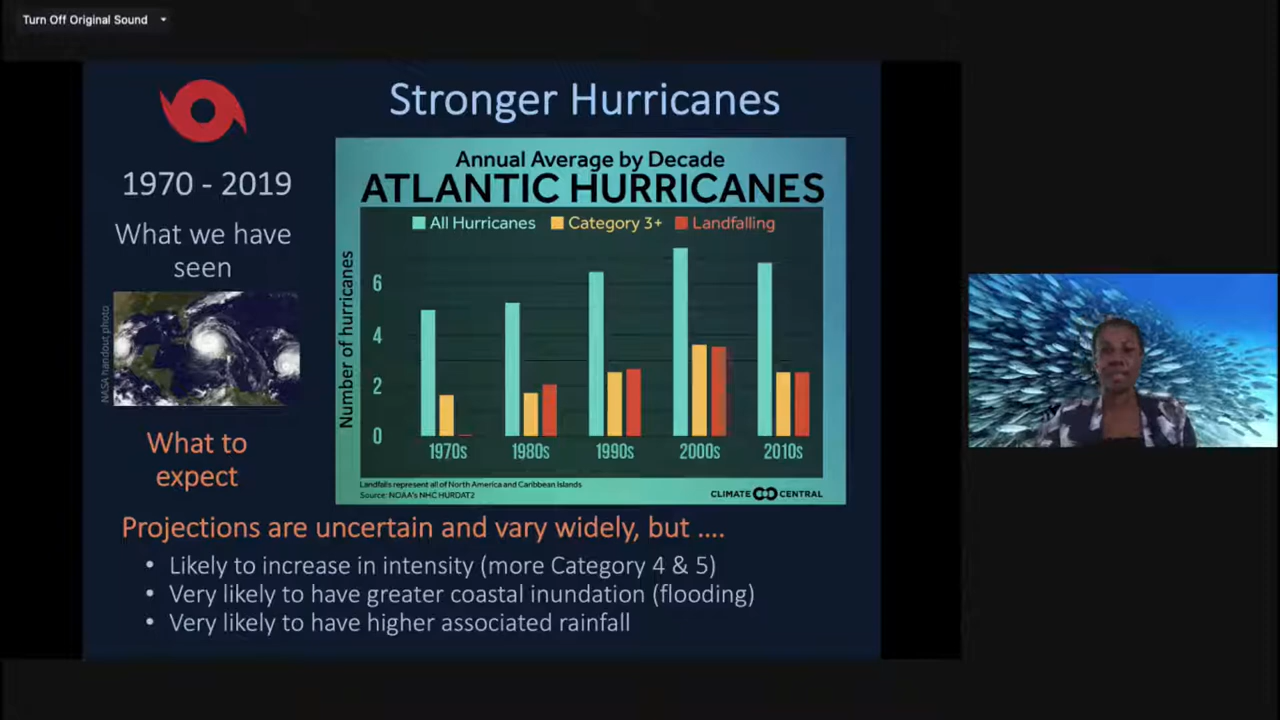 Turn Off Original Sound
Stronger Hurricanes
1970 - 2019
What we have
seen
NASA handout photo
What to
expect
Annual Average by Decade
ATLANTIC HURRICANES
All Hurricanes Category 3+ Landfalling
Number of hurricanes
6
4
2
0
1970s 1980s 1990s 2000s 2010s
Landfalls represent all of North America and Caribbean Islands
Source: NOAA's NHC HURDAT2
CLIMATE CENTRAL
Projections are uncertain and vary widely, but ....
• Likely to increase in intensity (more Category 4 & 5)
• Very likely to have greater coastal inundation (flooding)
• Very likely to have higher associated rainfall